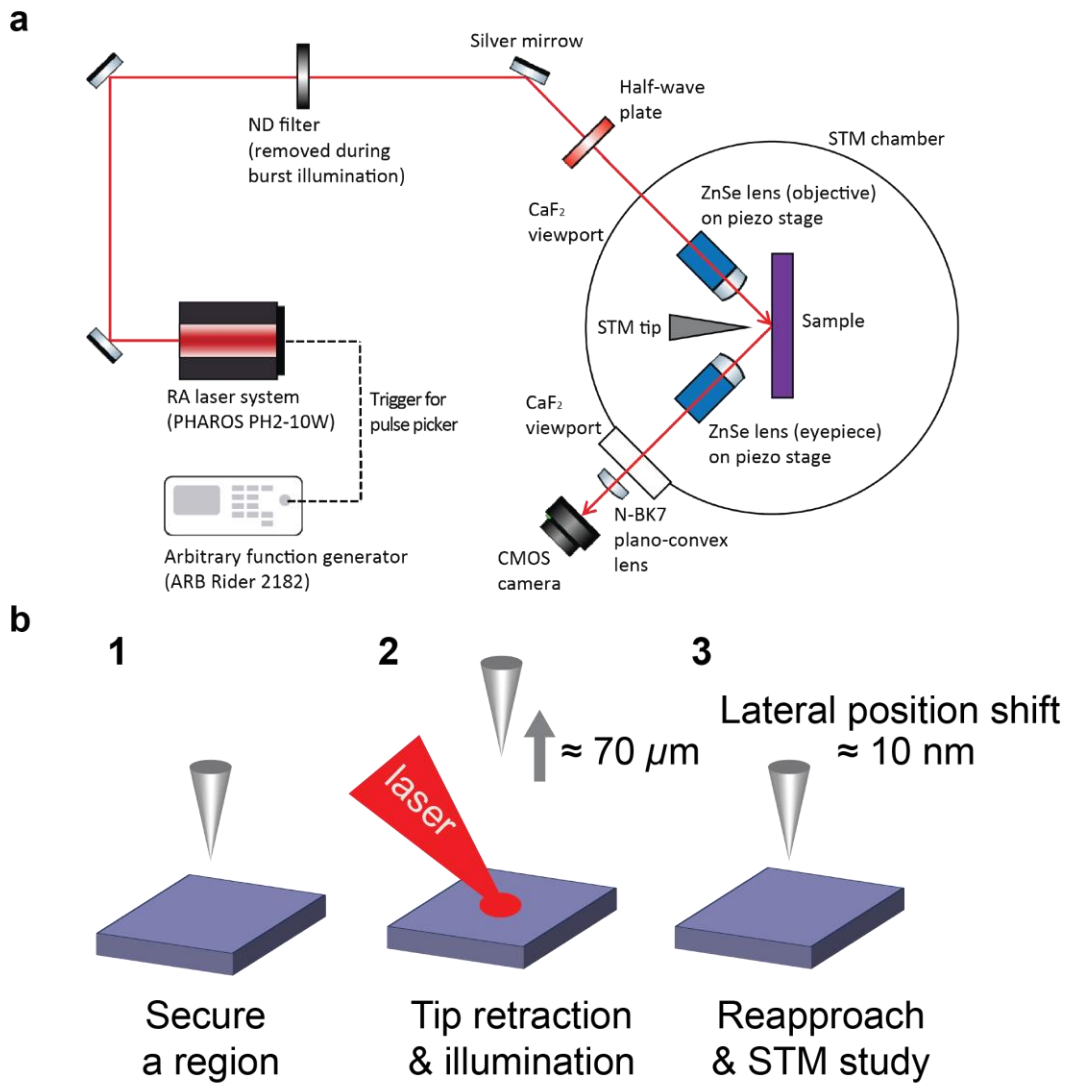 a
Silver mirrow
Half-wave
plate
ND filter
(removed during
burst illumination)
STM chamber
ZnSe lens (objective)
on piezo stage
CaF₂
viewport
STM tip
Sample
RA laser system
(PHAROS PH2-10W)
Trigger for
pulse picker
CaF₂
viewport
ZnSe lens (eyepiece)
on piezo stage
N-BK7
plano-convex
lens
CMOS
camera
Arbitrary function generator
(ARB Rider 2182)
b
1
2
3
Lateral position shift
≈ 10 nm
≈ 70 µm
laser
Secure
a region
Tip retraction
& illumination
Reapproach
& STM study